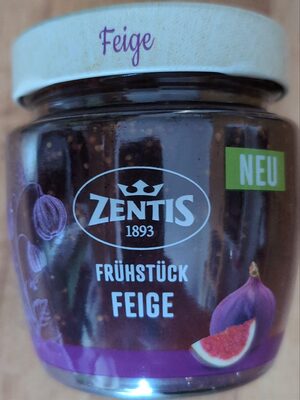 Feige
NEU
ZENTIS
1893
FRÜHSTÜCK
FEIGE